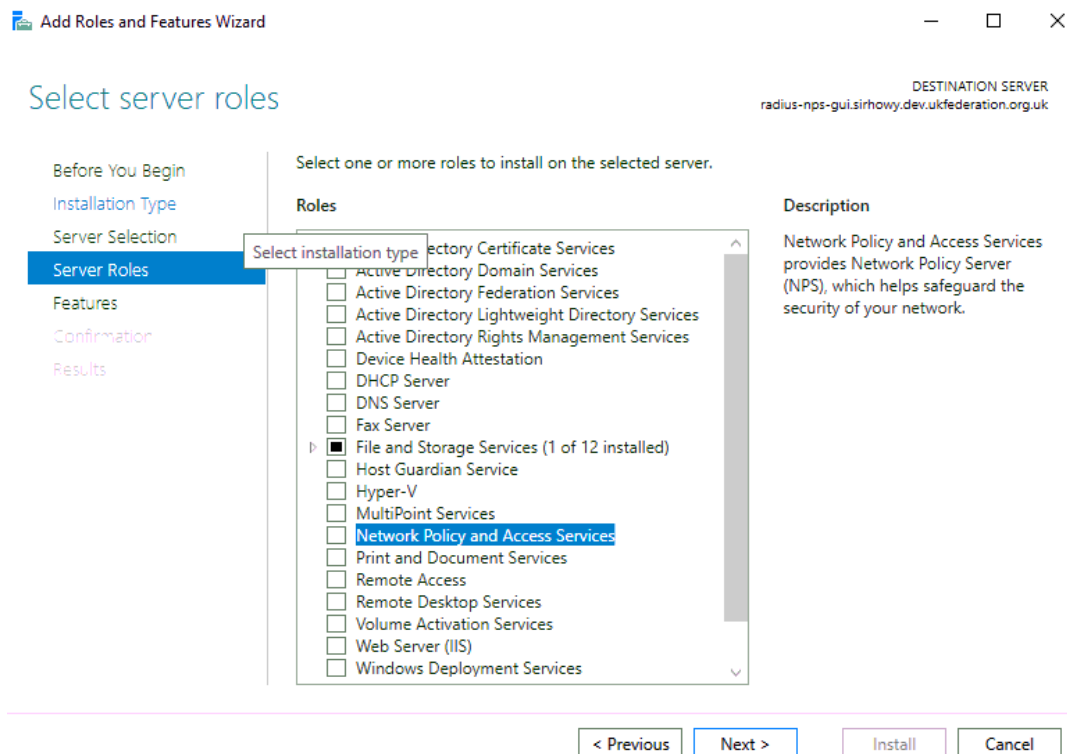 Add Roles and Features Wizard
Select server roles
DESTINATION SERVER
radius-nps-gui.sirhowy.dev.ukfederation.org.uk
Before You Begin
Installation Type
Server Selection
Server Roles
Features
Confirmation
Results
Select installation type
Select one or more roles to install on the selected server.
Roles
Certificate Services
Active Directory Domain Services
Active Directory Federation Services
Active Directory Lightweight Directory Services
Active Directory Rights Management Services
Device Health Attestation
DHCP Server
DNS Server
Fax Server
File and Storage Services (1 of 12 installed)
Host Guardian Service
Hyper-V
MultiPoint Services
Network Policy and Access Services
Print and Document Services
Remote Access
Remote Desktop Services
Volume Activation Services
Web Server (IIS)
Windows Deployment Services
Description
Network Policy and Access Services
provides Network Policy Server
(NPS), which helps safeguard the
security of your network.
< Previous
Next >
Install
Cancel